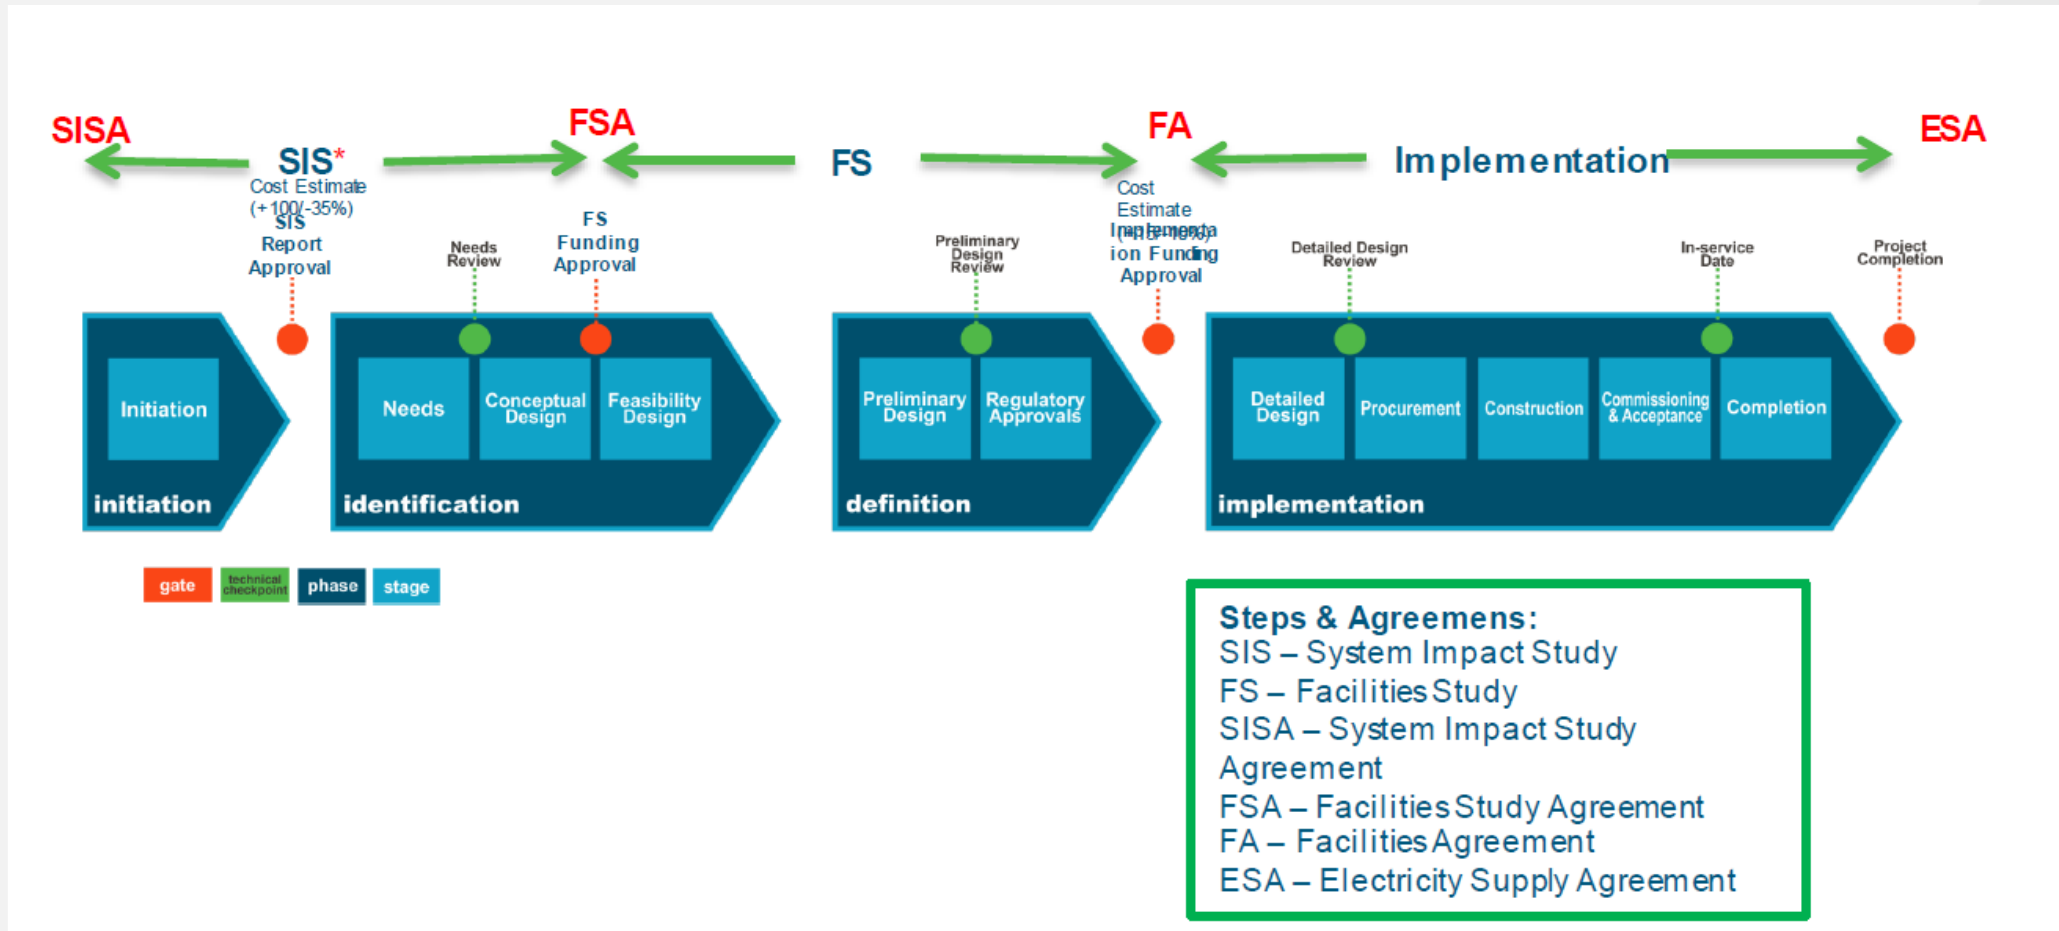 SISA
FSA
FA
ESA
SIS*
FS
Implementation
Cost Estimate
(+100/-35%)
SIS
Report
Approval
Needs
Review
FS
Funding
Approval
Preliminary
Design
Review
Cost
Estimate
Implementa
ion Funding
Approval
Detailed Design
Review
In-service
Date
Project
Completion
Initiation
Needs
Conceptual
Design
Feasibility
Design
Preliminary
Design
Regulatory
Approvals
Detailed
Design
Procurement
Construction
Commissioning
& Acceptance
Completion
initiation
identification
definition
implementation
gate
technical
checkpoint
phase
stage
Steps & Agreemens:
SIS – System Impact Study
FS – Facilities Study
SISA – System Impact Study
Agreement
FSA – Facilities Study Agreement
FA – Facilities Agreement
ESA – Electricity Supply Agreement